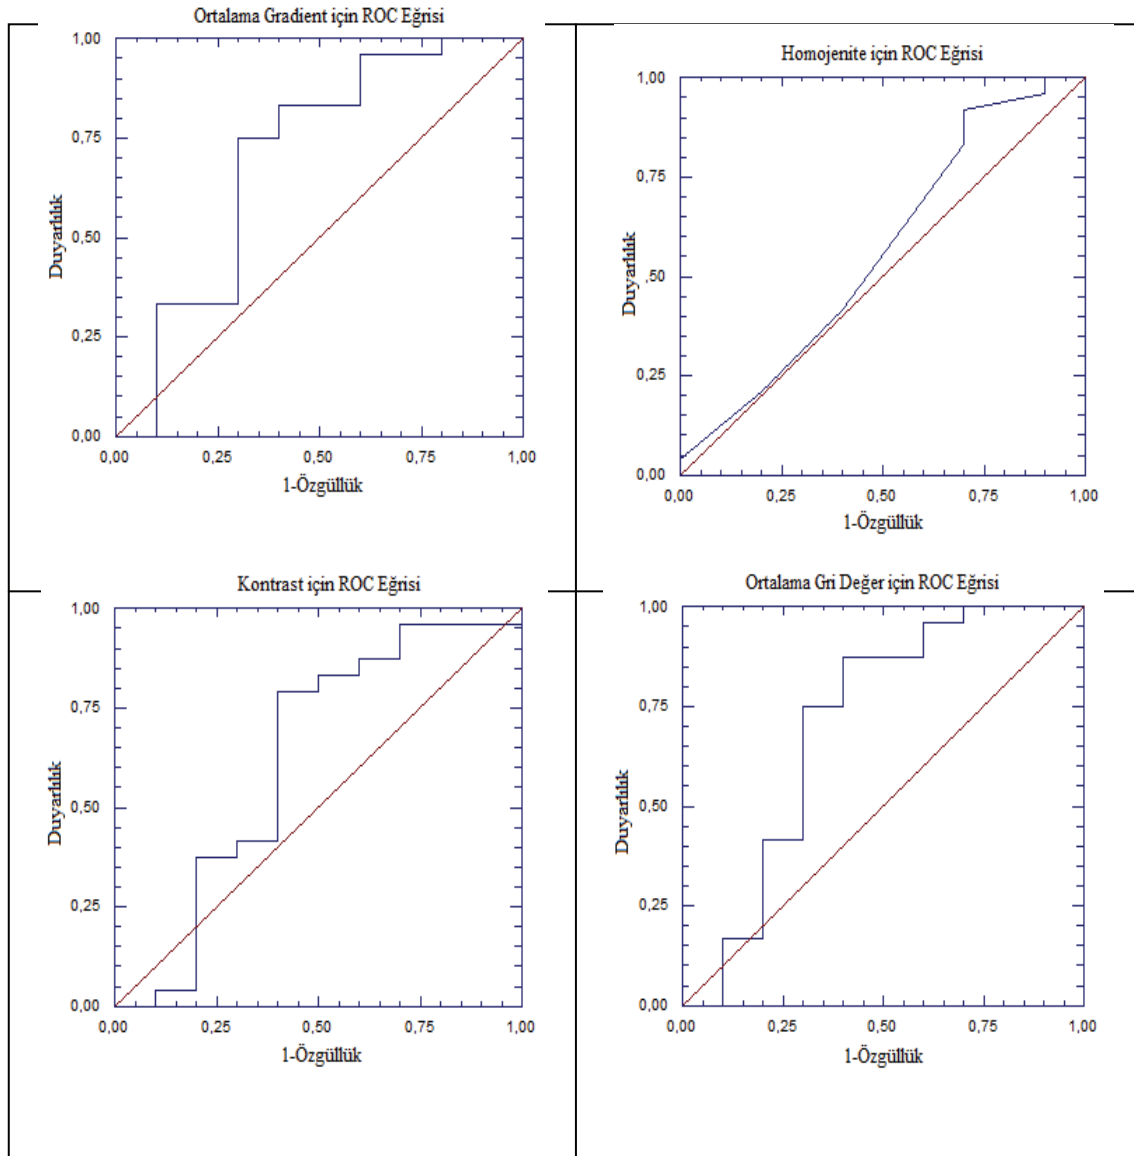 Ortalama Gradient için ROC Eğrisi
1,00
0,75
0,50
0,25
0,00
Duyarlılık
0,00 0,25 0,50 0,75 1,00
1-Özgüllük
Homojenite için ROC Eğrisi
1,00
0,75
,50
0,25
0,00
Duyarlılık
0,00 0,25 0,50 0,75 1,00
1-Özgüllük
Kontrast için ROC Eğrisi
1,00
0,75
0,50
0,25
0,00
Duyarlılık
0,00 0,25 0,50 0,75 1,00
1-Özgüllük
Ortalama Gri Değer için ROC Eğrisi
1,00
0,75
0,50
0,25
0,00
Duyarlılık
0,00 0,25 0,50 0,75 1,00
1-Özgüllük